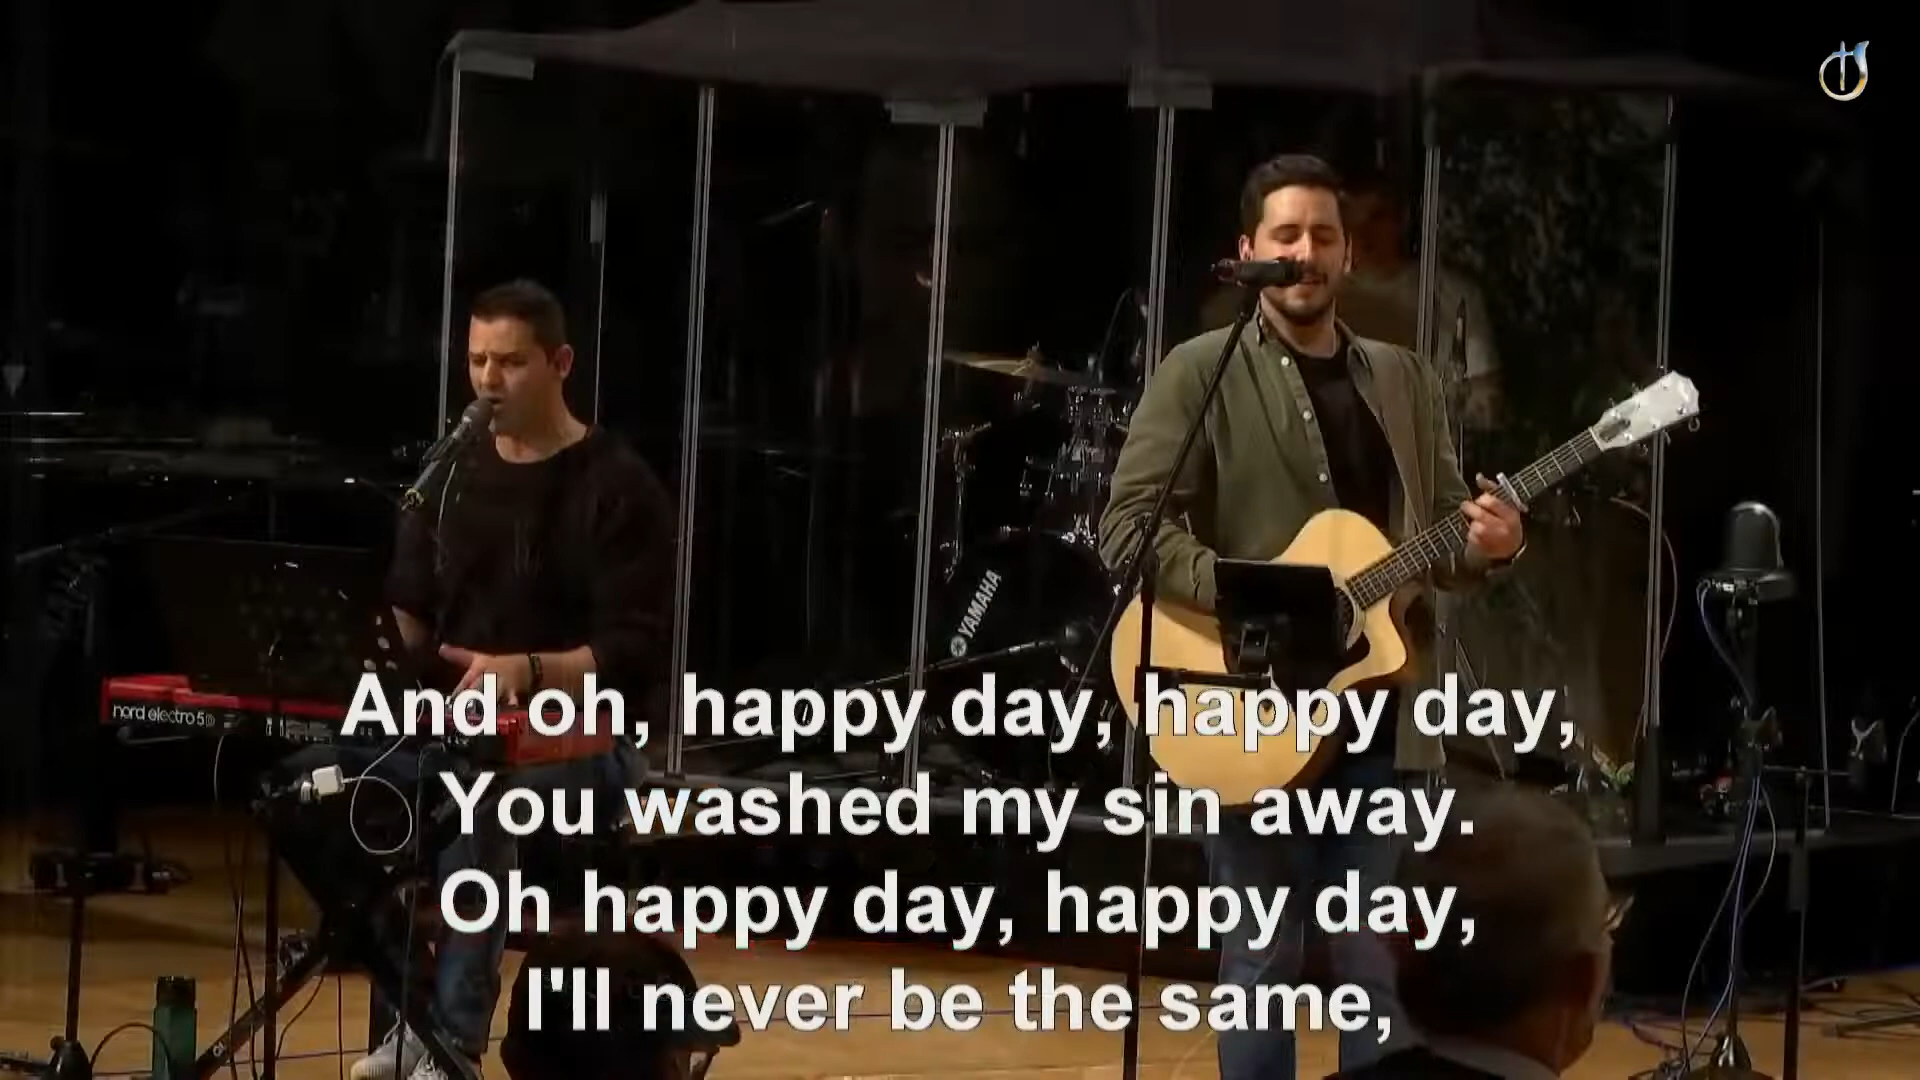 And oh, happy day, happy day,
You washed my sin away.
Oh happy day, happy day,
I'll never be the same,
YAMAHA
nord electro 5D